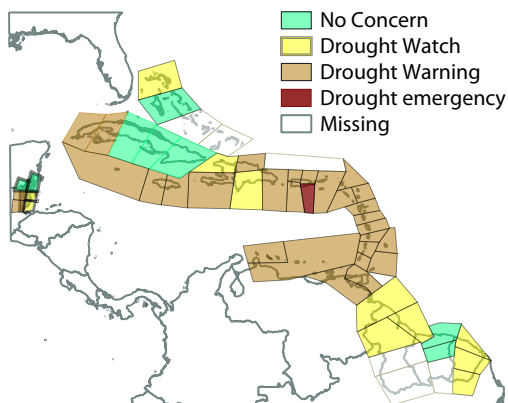 No Concern
Drought Watch
Drought Warning
Drought emergency
Missing